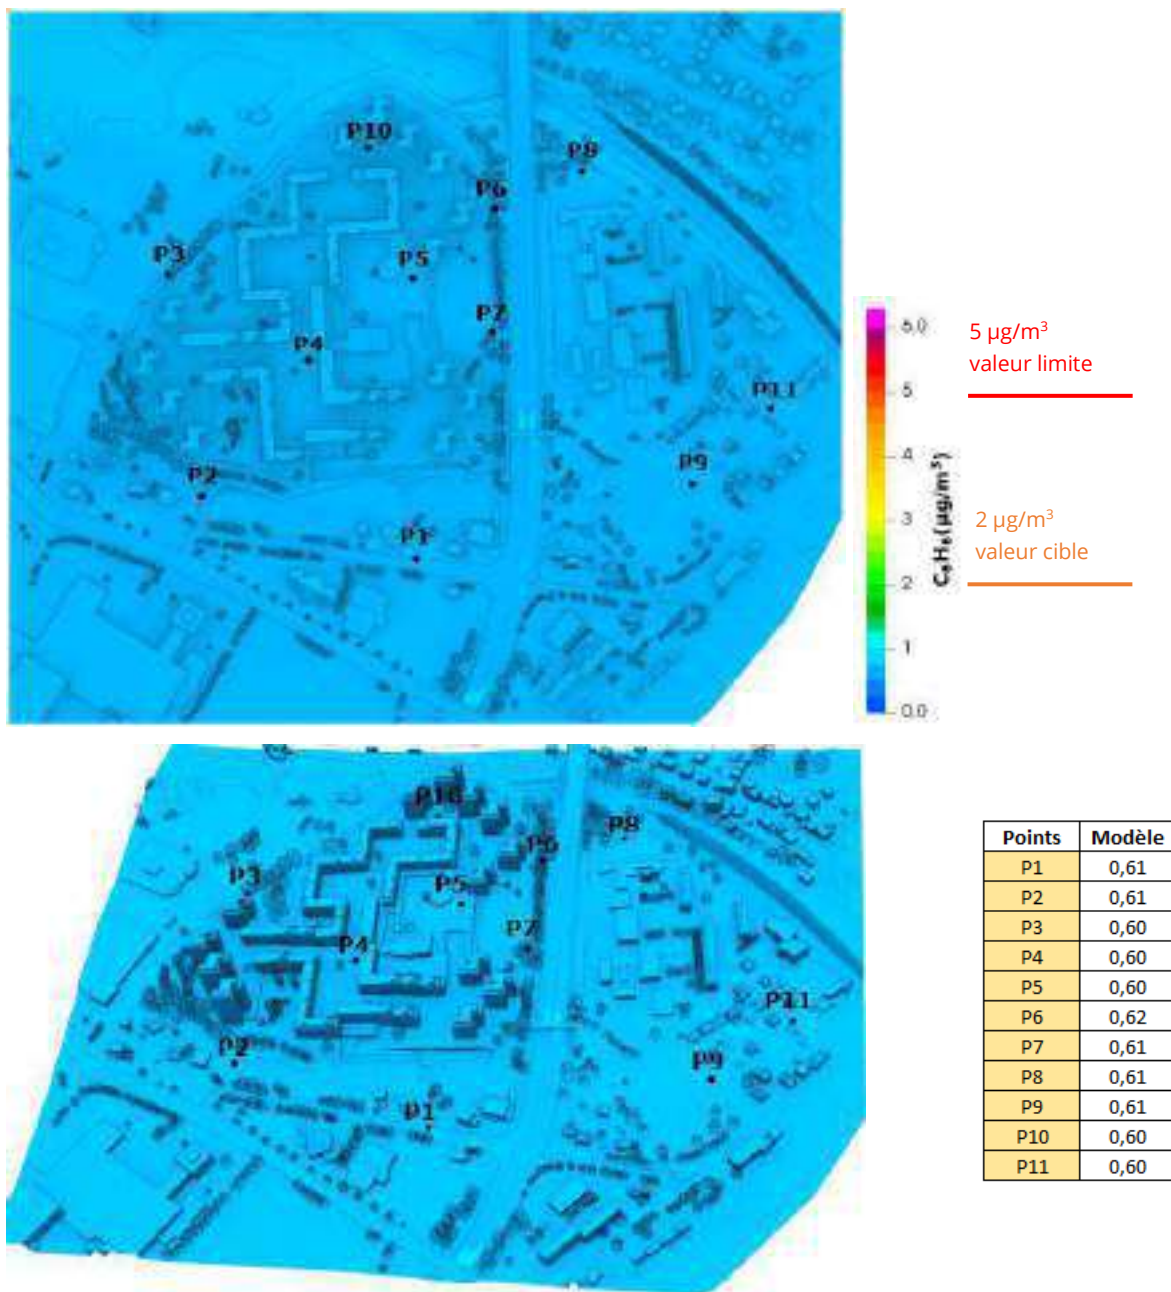 P10
P8
P6
P3
P5
P7
P4
P11
P9
P2
P1
6.0
5
4
3
2
1
0.0
C₆H₆(µg/m³)
5 µg/m³
valeur limite
2 µg/m³
valeur cible
P10
P8
P6
P3
P5
P7
P4
P11
P2
P9
P1
Points Modèle
P1 0,61
P2 0,61
P3 0,60
P4 0,60
P5 0,60
P6 0,62
P7 0,61
P8 0,61
P9 0,61
P10 0,60
P11 0,60